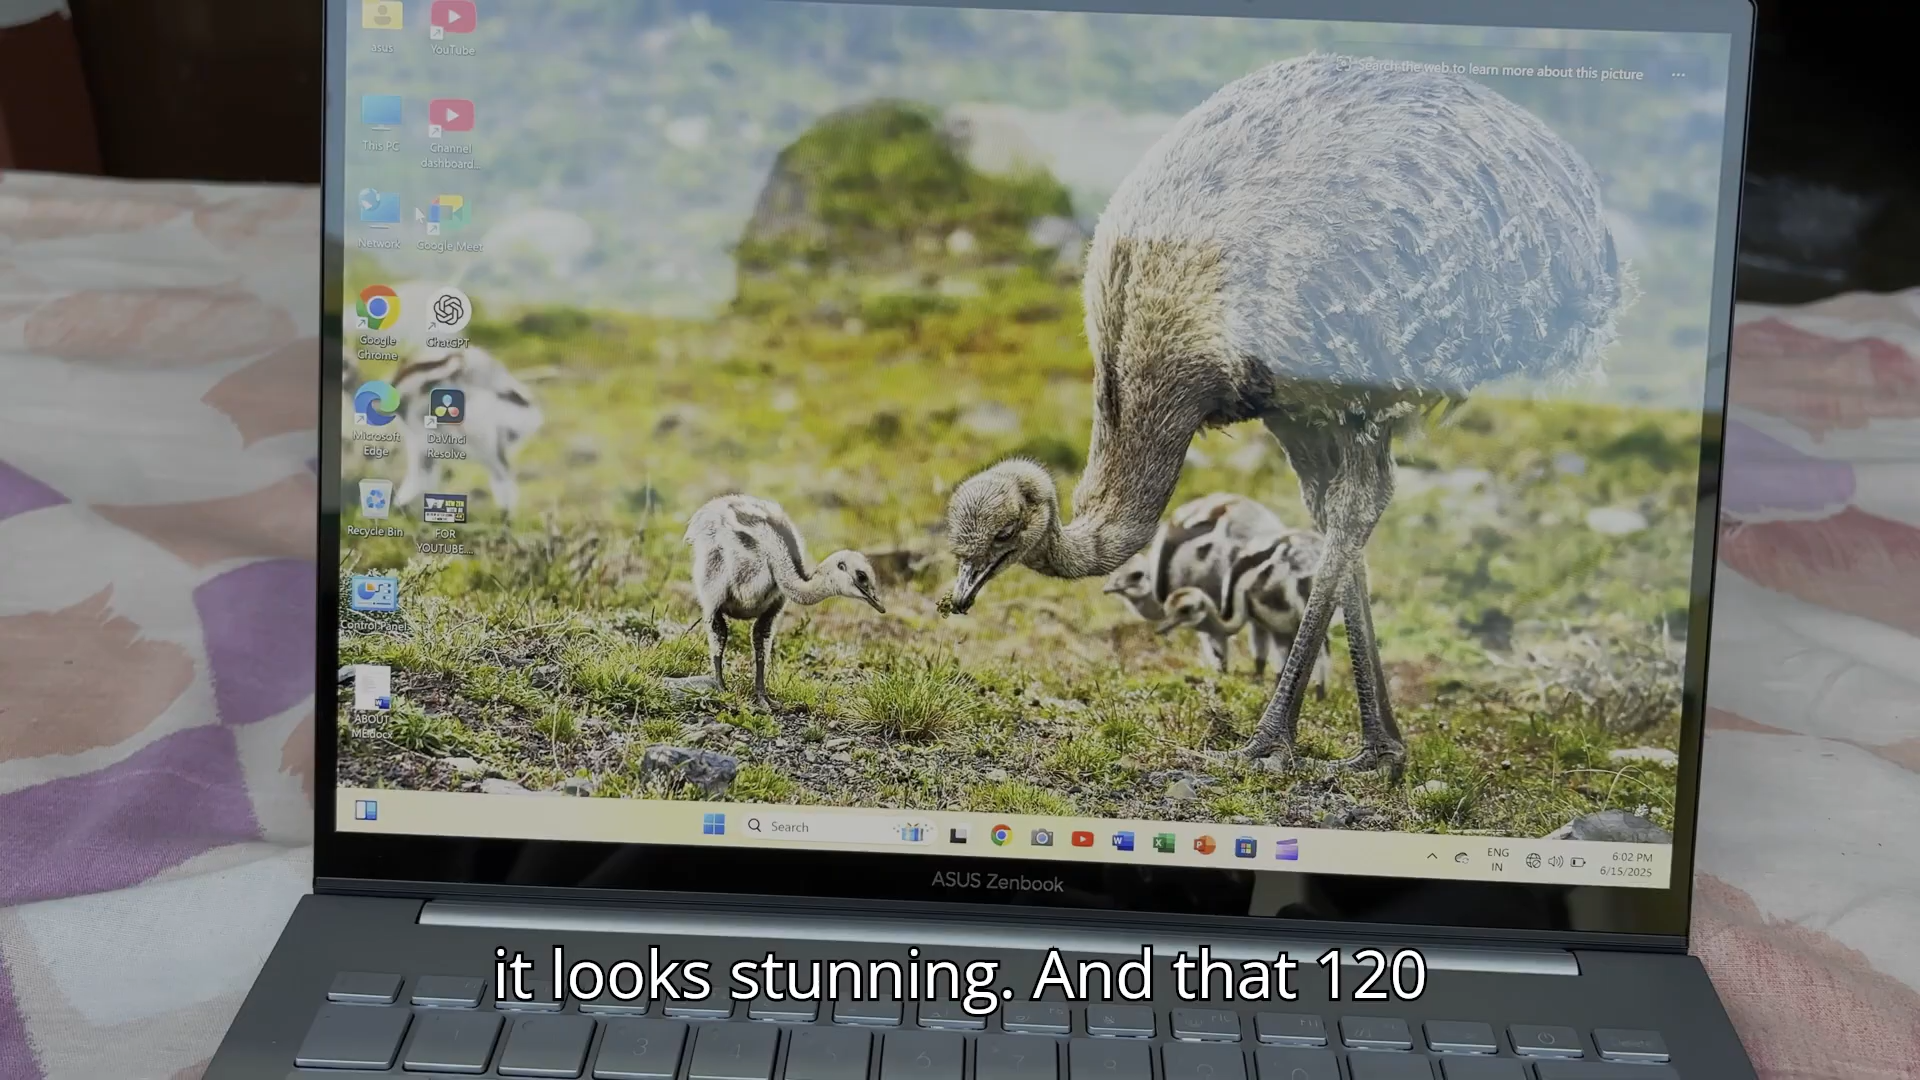 asus
YouTube
Search the web to learn more about this picture
This PC
Channel
dashboard...
Network
Google Meet
Google
Chrome
ChatGPT
Microsoft
Edge
DaVinci
Resolve
Recycle Bin
FOR
YOUTUBE....
Control Panel
ABOUT
ME.docx
Search
ENG
IN
6:02 PM
6/15/2025
ASUS Zenbook
it looks stunning. And that 120